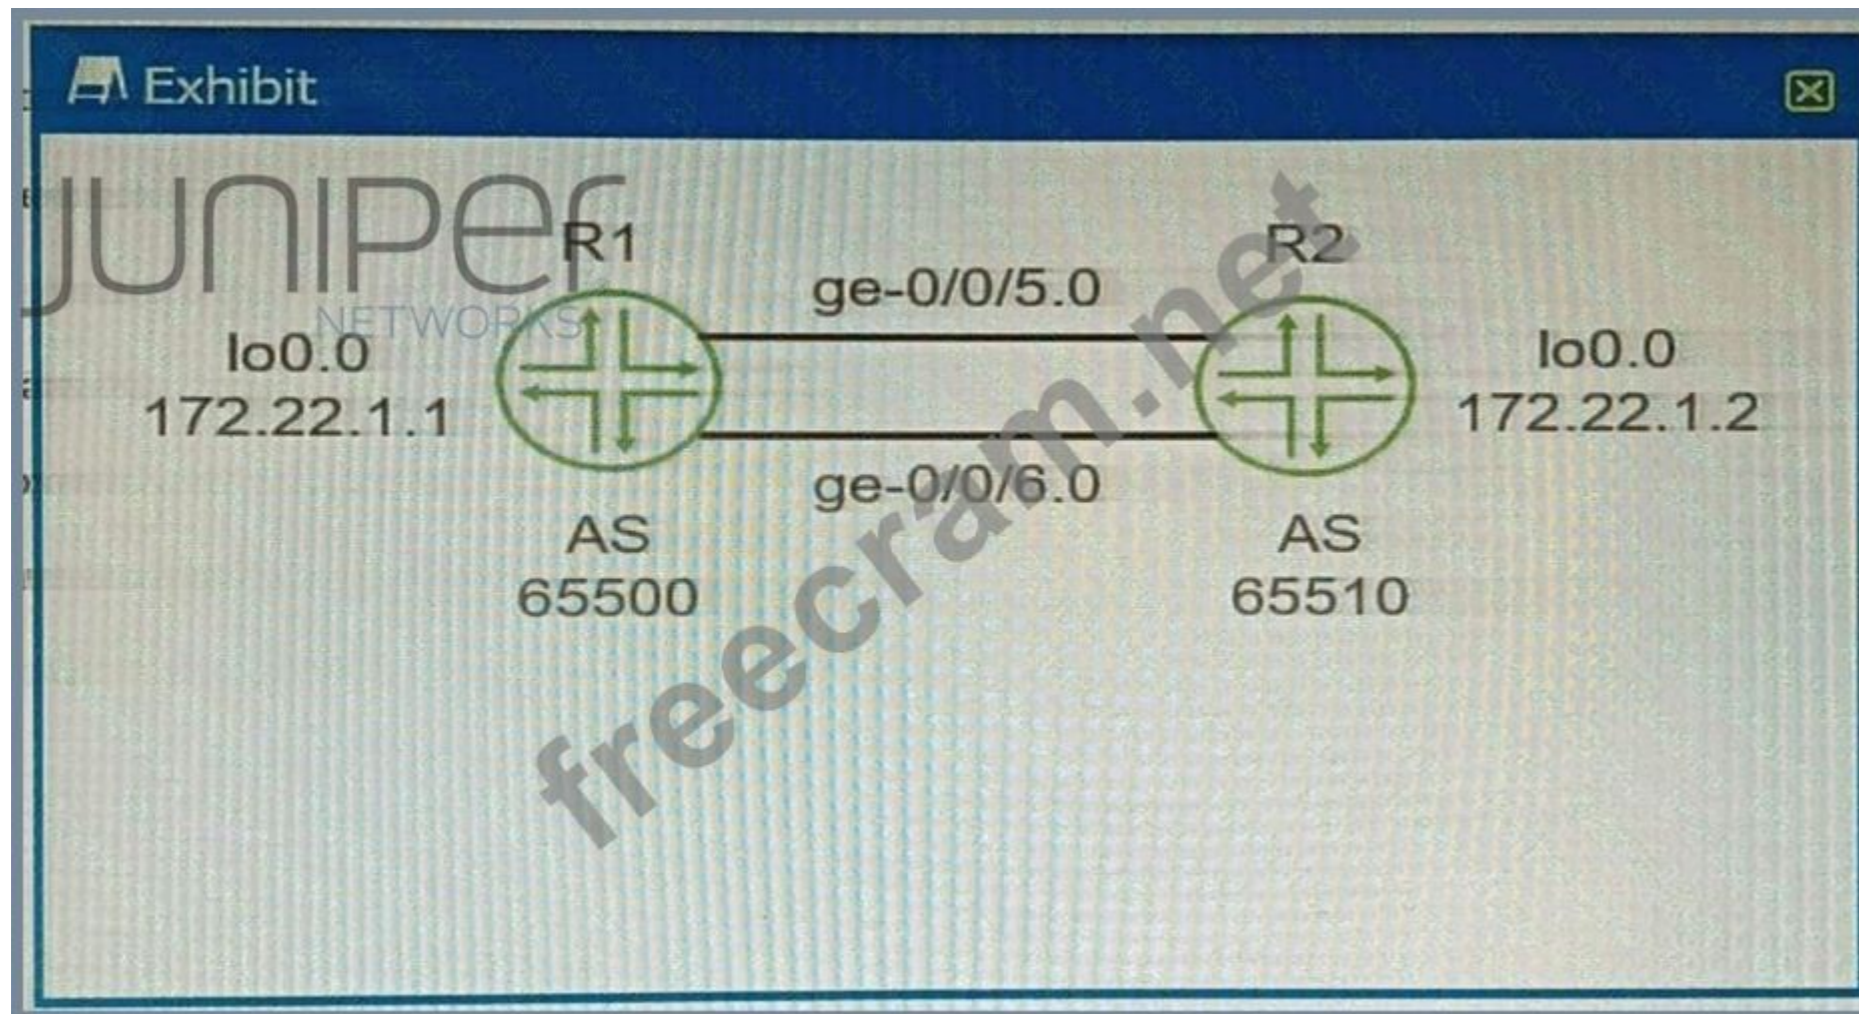 Exhibit
JUNIPER
NETWORKS
R1
R2
ge-0/0/5.0
lo0.0
172.22.1.1
lo0.0
172.22.1.2
ge-0/0/6.0
AS
65500
AS
65510
freecram.net